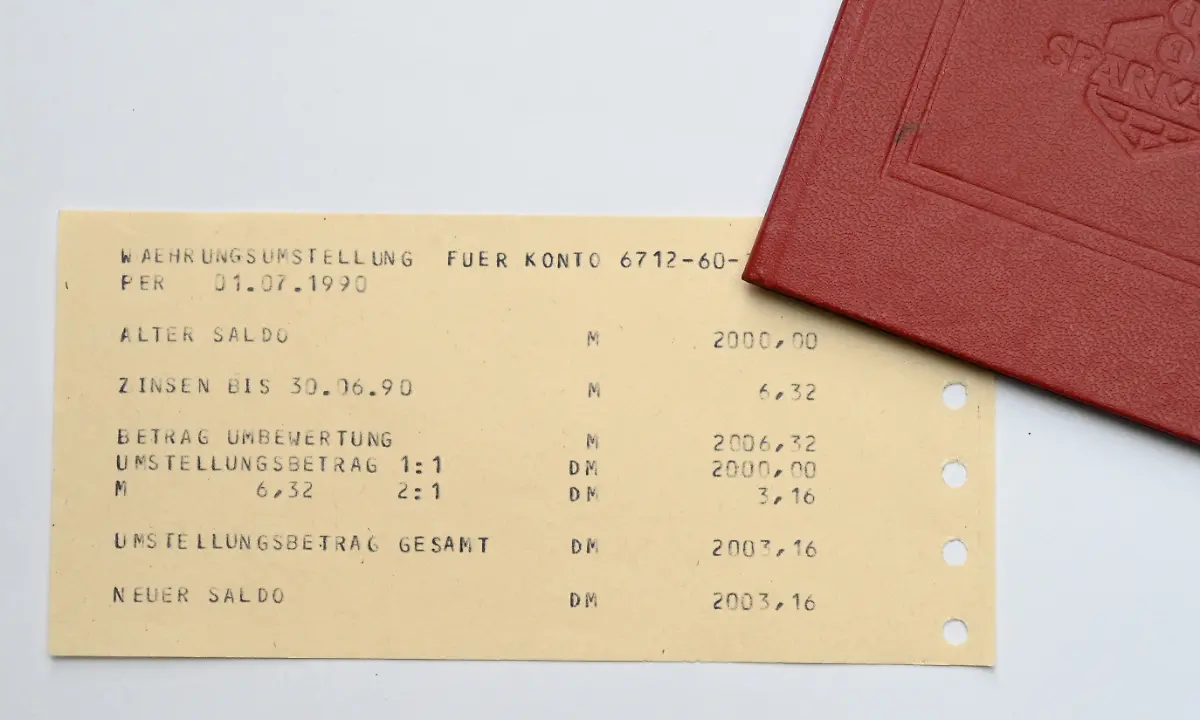 WAEHRUNGSUMSTELLUNG FUER KONTO 6712-60-
PER 01.07.1990
ALTER SALDO M 2000,00
ZINSEN BIS 30.06.90 M 6,32
BETRAG UMBEWERTUNG M 2006,32
UMSTELLUNGSBETRAG 1:1 DM 2000,00
M 6,32 2:1 DM 3,16
UMSTELLUNGSBETRAG GESAMT DM 2003,16
NEUER SALDO DM 2003,16
SPARKA